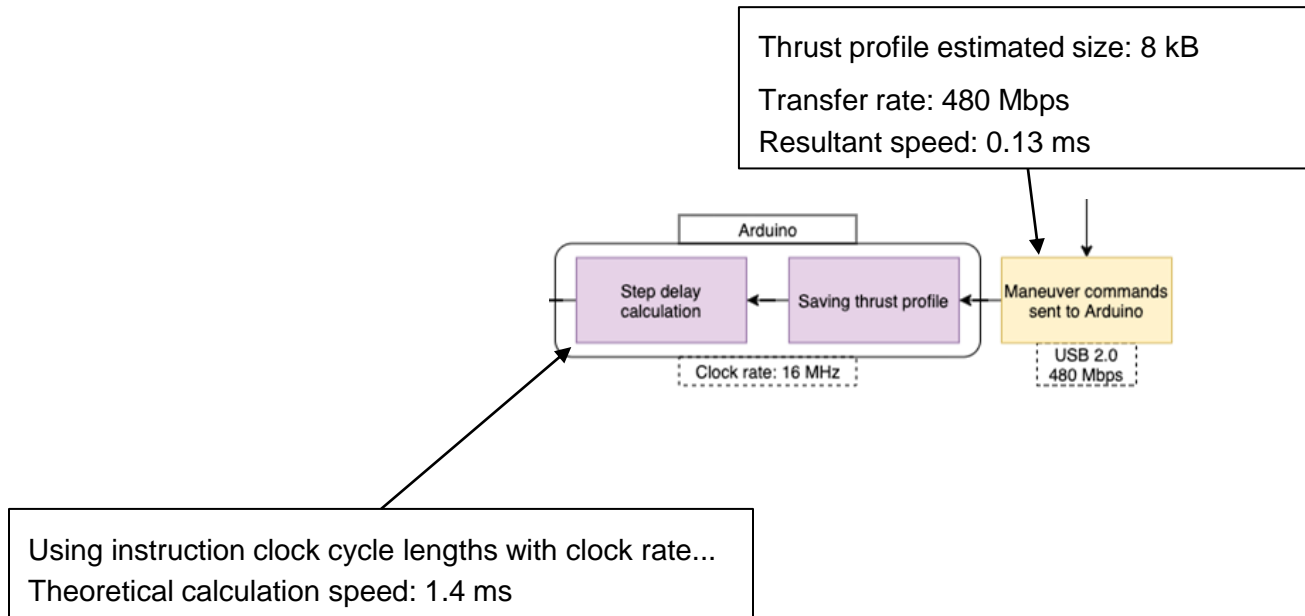 Thrust profile estimated size: 8 kB
Transfer rate: 480 Mbps
Resultant speed: 0.13 ms
Arduino
Step delay
calculation
Saving thrust profile
Maneuver commands
sent to Arduino
Clock rate: 16 MHz
USB 2.0
480 Mbps
Using instruction clock cycle lengths with clock rate...
Theoretical calculation speed: 1.4 ms